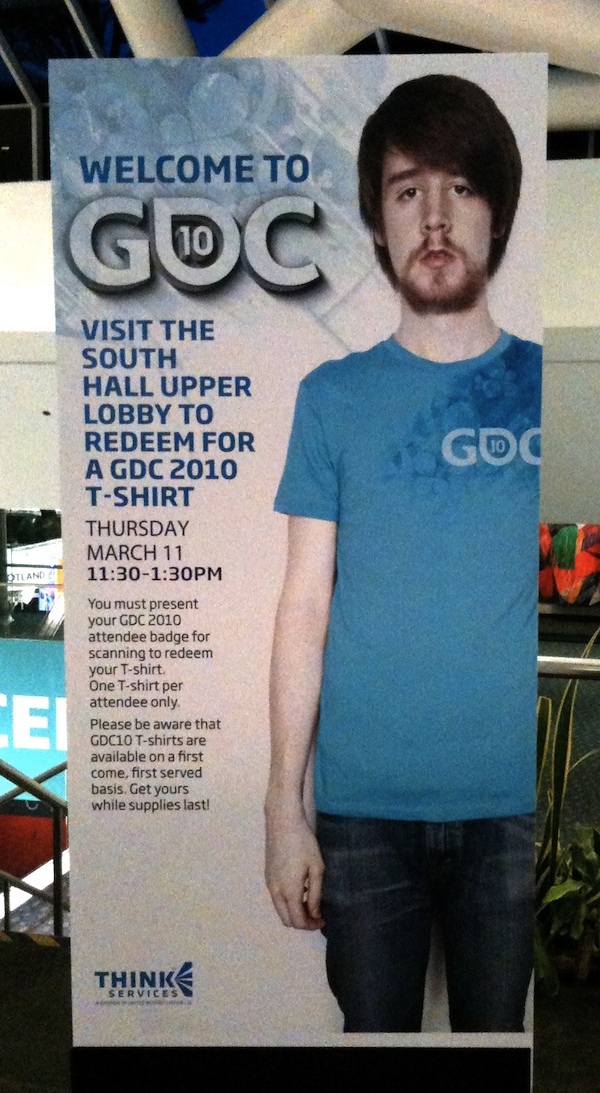 WELCOME TO
GDC
10
VISIT THE
SOUTH
HALL UPPER
LOBBY TO
REDEEM FOR
A GDC 2010
T-SHIRT
THURSDAY
MARCH 11
11:30-1:30PM
You must present
your GDC 2010
attendee badge for
scanning to redeem
your T-shirt.
One T-shirt per
attendee only.
Please be aware that
GDC10 T-shirts are
available on a first
come, first served
basis. Get yours
while supplies last!
THINK
SERVICES
GDC
10
OTLAND
CE